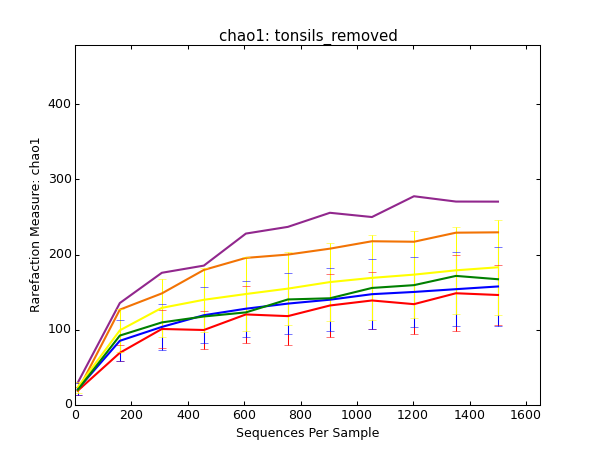 chao1: tonsils_removed
400
300
200
100
0
Rarefaction Measure: chao1
0 200 400 600 800 1000 1200 1400 1600
Sequences Per Sample